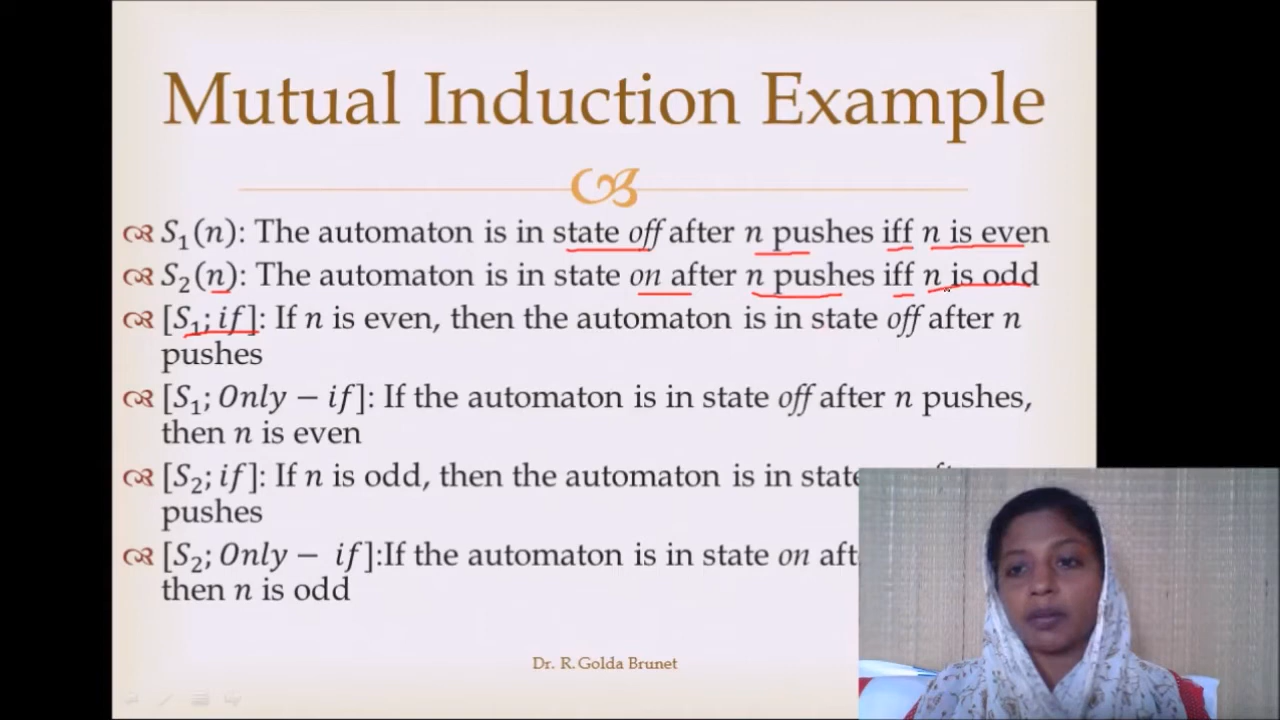 Mutual Induction Example
S₁(n): The automaton is in state off after n pushes iff n is even
S₂(n): The automaton is in state on after n pushes iff n is odd
[S₁; if]: If n is even, then the automaton is in state off after n
pushes
[S₁; Only − if]: If the automaton is in state off after n pushes,
then n is even
[S₂; if]: If n is odd, then the automaton is in state
pushes
[S₂; Only − if]:If the automaton is in state on
then n is odd
Dr. R. Golda Brunet